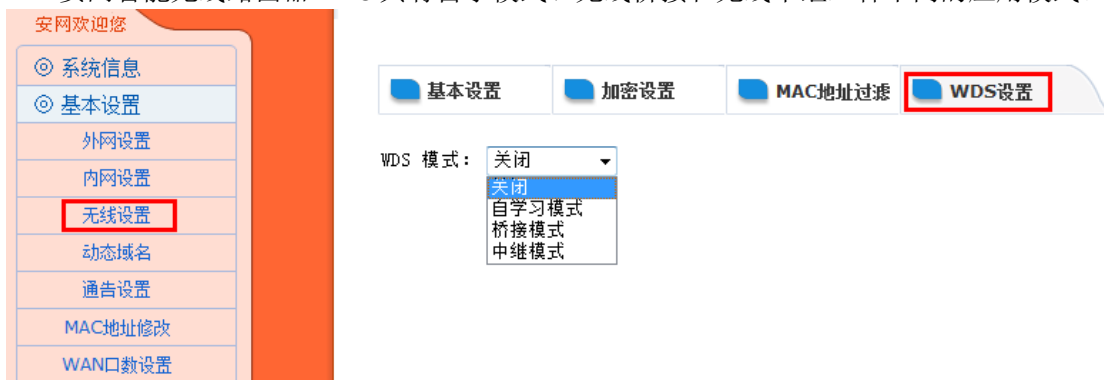 安网欢迎您
◎ 系统信息
◎ 基本设置
外网设置
内网设置
无线设置
动态域名
通告设置
MAC地址修改
WAN口数设置
基本设置 加密设置 MAC地址过滤 WDS设置
WDS 模式: 关闭
关闭
自学习模式
桥接模式
中继模式